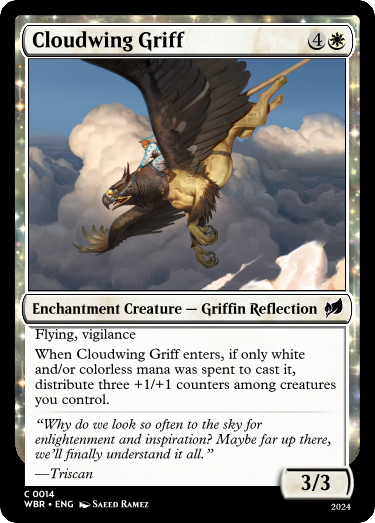 Cloudwing Griff 4
Enchantment Creature — Griffin Reflection
Flying, vigilance
When Cloudwing Griff enters, if only white
and/or colorless mana was spent to cast it,
distribute three +1/+1 counters among creatures
you control.
“Why do we look so often to the sky for
enlightenment and inspiration? Maybe far up there,
we’ll finally understand it all.”
—Triscan
3/3
C 0014
WBR • ENG Saeed Ramez
2024